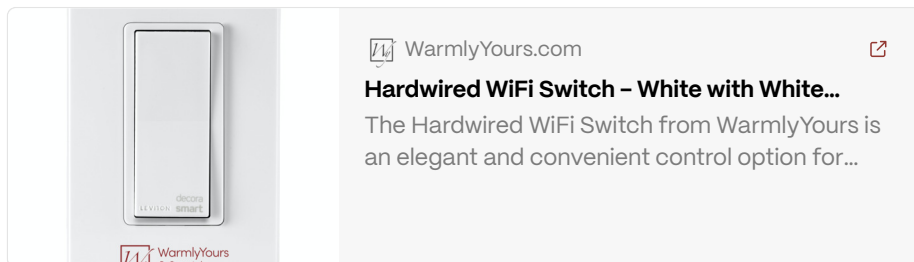 WarmlyYours.com
Hardwired WiFi Switch – White with White...
The Hardwired WiFi Switch from WarmlyYours is
an elegant and convenient control option for...
decora
LEVITON smart
WarmlyYours